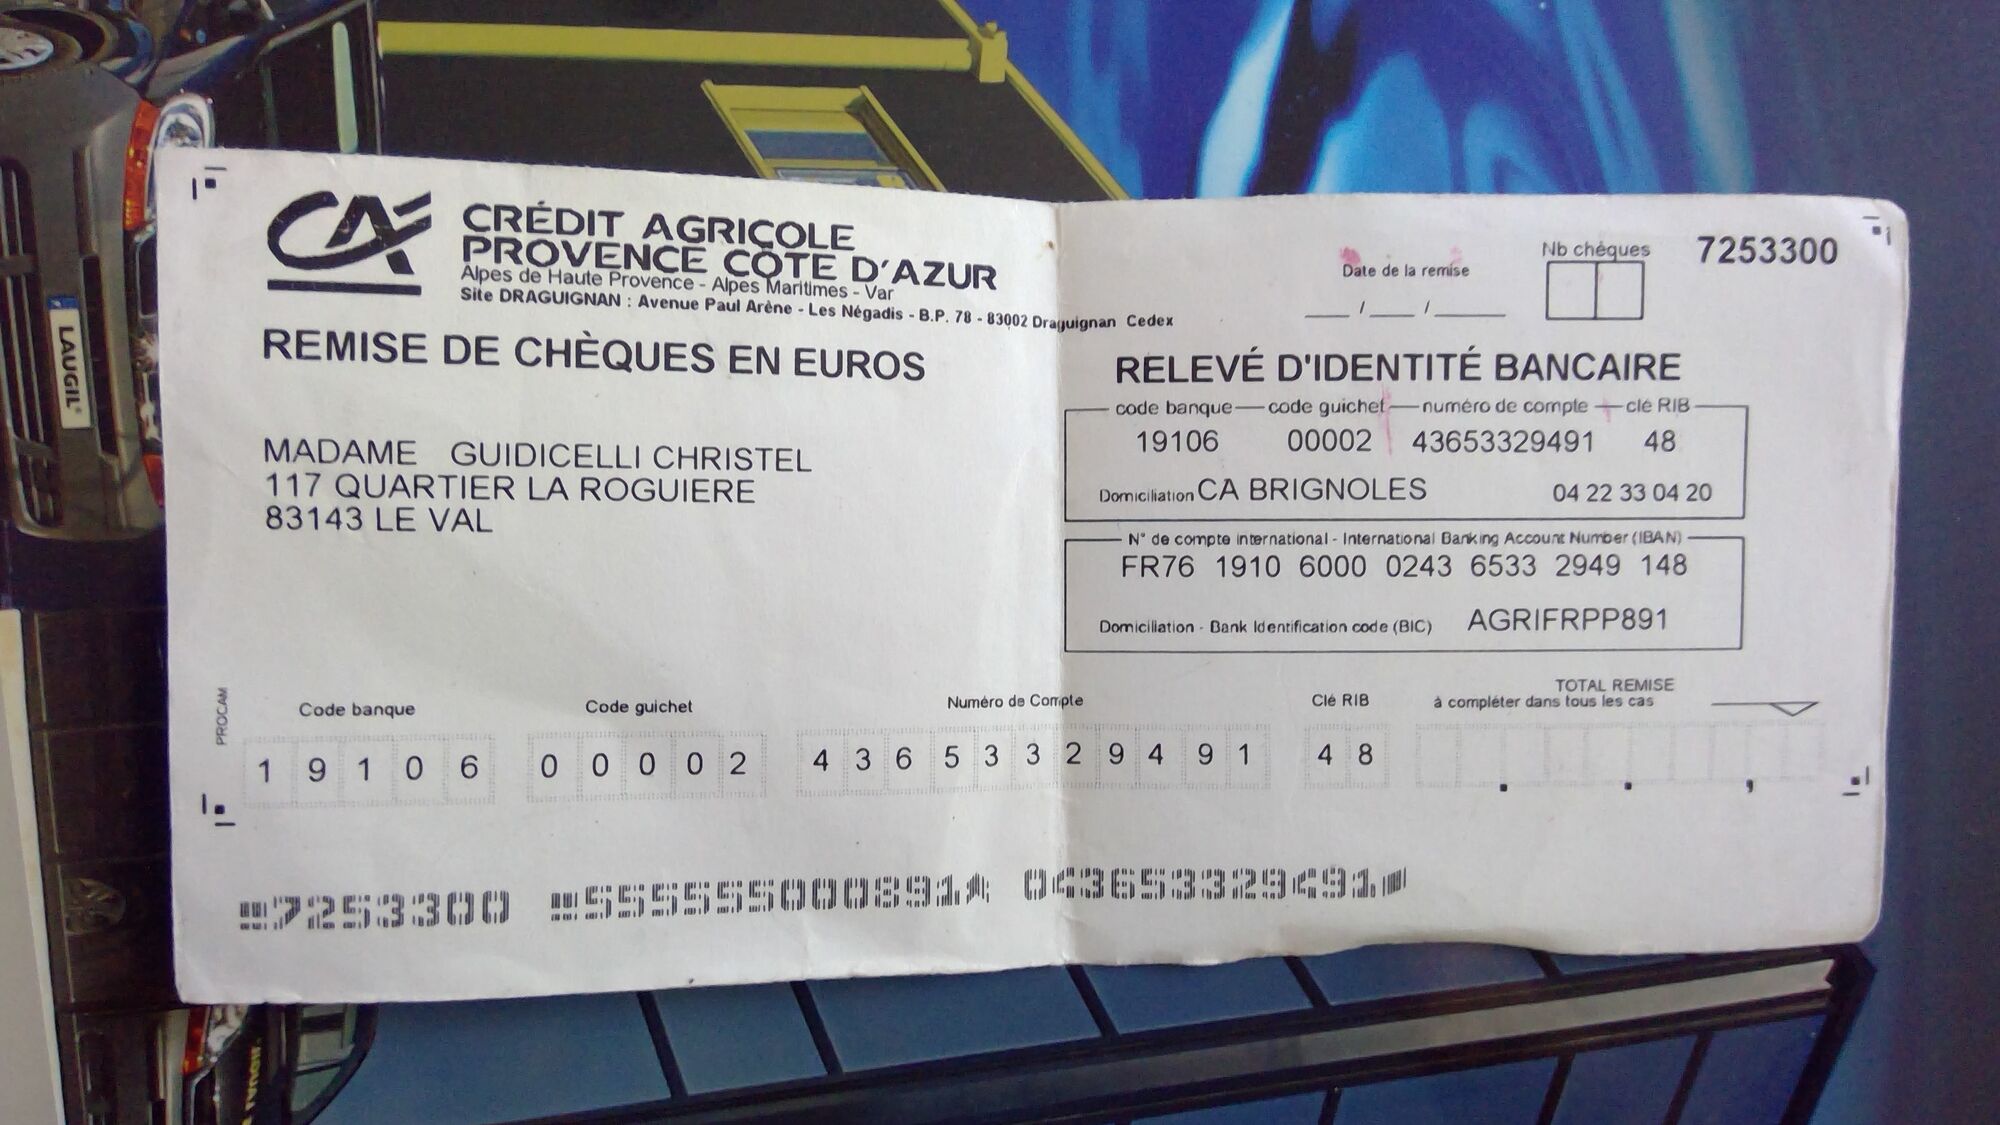 CRÉDIT AGRICOLE
PROVENCE CÔTE D'AZUR
Alpes de Haute Provence - Alpes Maritimes - Var
Site DRAGUIGNAN : Avenue Paul Arène - Les Négadis - B.P. 78 - 83002 Draguignan Cedex
REMISE DE CHÈQUES EN EUROS
MADAME GUIDICELLI CHRISTEL
117 QUARTIER LA ROGUIERE
83143 LE VAL
Date de la remise
__ /__ /___
Nb chéques
7253300
RELEVÉ D'IDENTITÉ BANCAIRE
code banque code guichet numéro de compte clé RIB
19106 00002 43653329491 48
Domiciliation CA BRIGNOLES 04 22 33 04 20
N° de compte international - International Banking Account Number (IBAN)
FR76 1910 6000 0243 6533 2949 148
Domiciliation - Bank Identification code (BIC) AGRIFRPP891
PROCAM
Code banque Code guichet Numéro de Compte Clé RIB
TOTAL REMISE
à compléter dans tous les cas
1 9 1 0 6 0 0 0 0 2 4 3 6 5 3 3 2 9 4 9 1 4 8 . . ,
7253300 555555000891 043653329491
LAUGIL